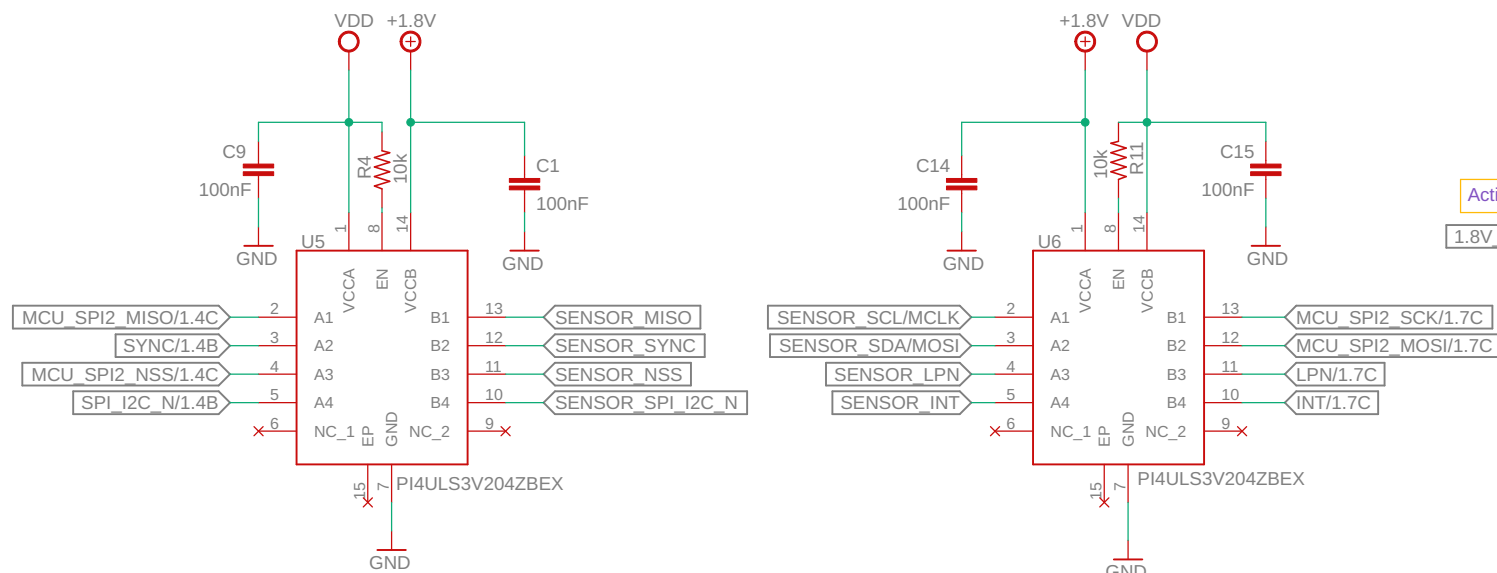 VDD +1.8V
+1.8V VDD
C9
100nF
R4
10k
C1
100nF
C14
100nF
10k
R11
C15
100nF
Acti
1.8V_
GND
GND
GND
GND
U5
1
8
14
VCCA
EN
VCCB
MCU_SPI2_MISO/1.4C 2 A1 B1 13 SENSOR_MISO
SYNC/1.4B 3 A2 B2 12 SENSOR_SYNC
MCU_SPI2_NSS/1.4C 4 A3 B3 11 SENSOR_NSS
SPI_I2C_N/1.4B 5 A4 B4 10 SENSOR_SPI_I2C_N
6 NC_1 NC_2 9
EP
GND
15
7
PI4ULS3V204ZBEX
GND
U6
1
8
14
VCCA
EN
VCCB
SENSOR_SCL/MCLK 2 A1 B1 13 MCU_SPI2_SCK/1.7C
SENSOR_SDA/MOSI 3 A2 B2 12 MCU_SPI2_MOSI/1.7C
SENSOR_LPN 4 A3 B3 11 LPN/1.7C
SENSOR_INT 5 A4 B4 10 INT/1.7C
6 NC_1 NC_2 9
EP
GND
15
7
PI4ULS3V204ZBEX
GND